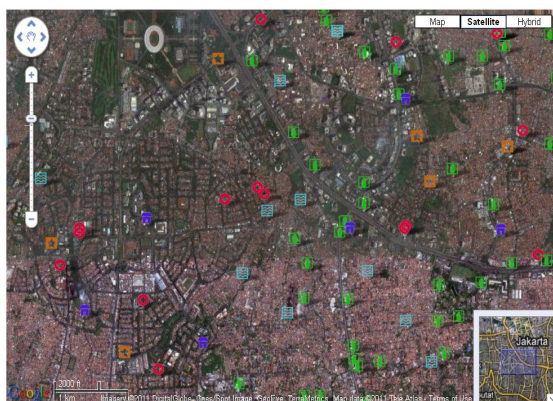 Map Satellite Hybrid
Jakarta
putat
2000 ft
1 km
Google
Imagery ©2011 DigitalGlobe, Cnes/Spot Image, GeoEye, TerraMetrics, Map data ©2011 Tele Atlas - Terms of Use